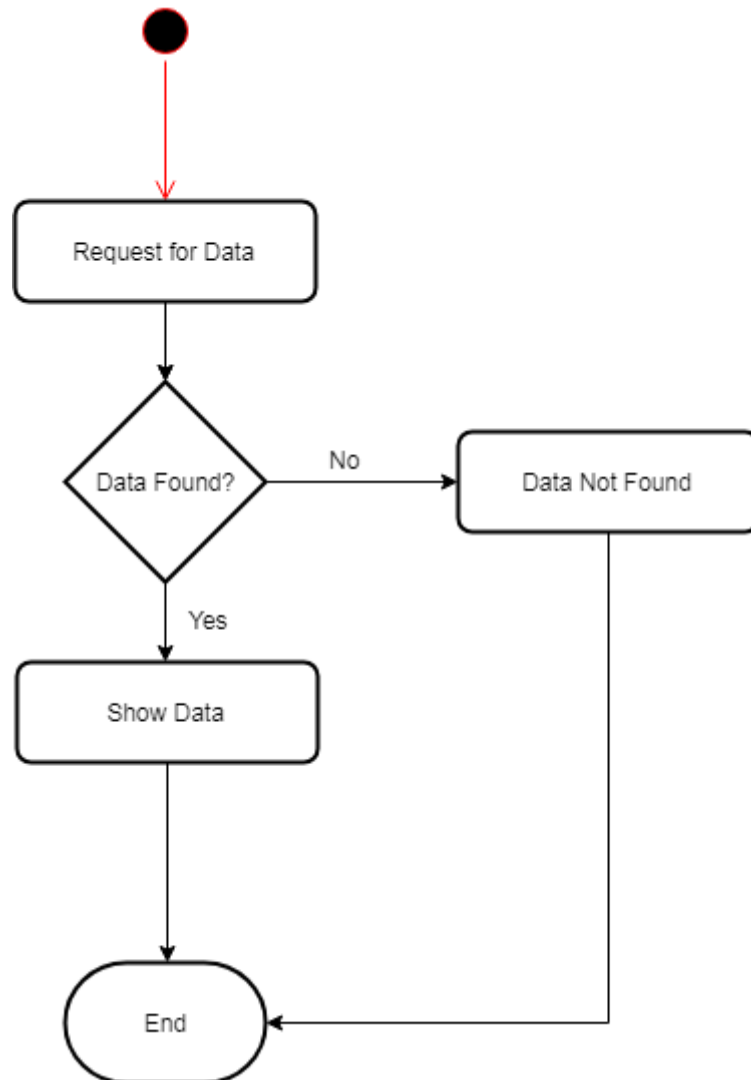 Request for Data
Data Found?
No
Data Not Found
Yes
Show Data
End